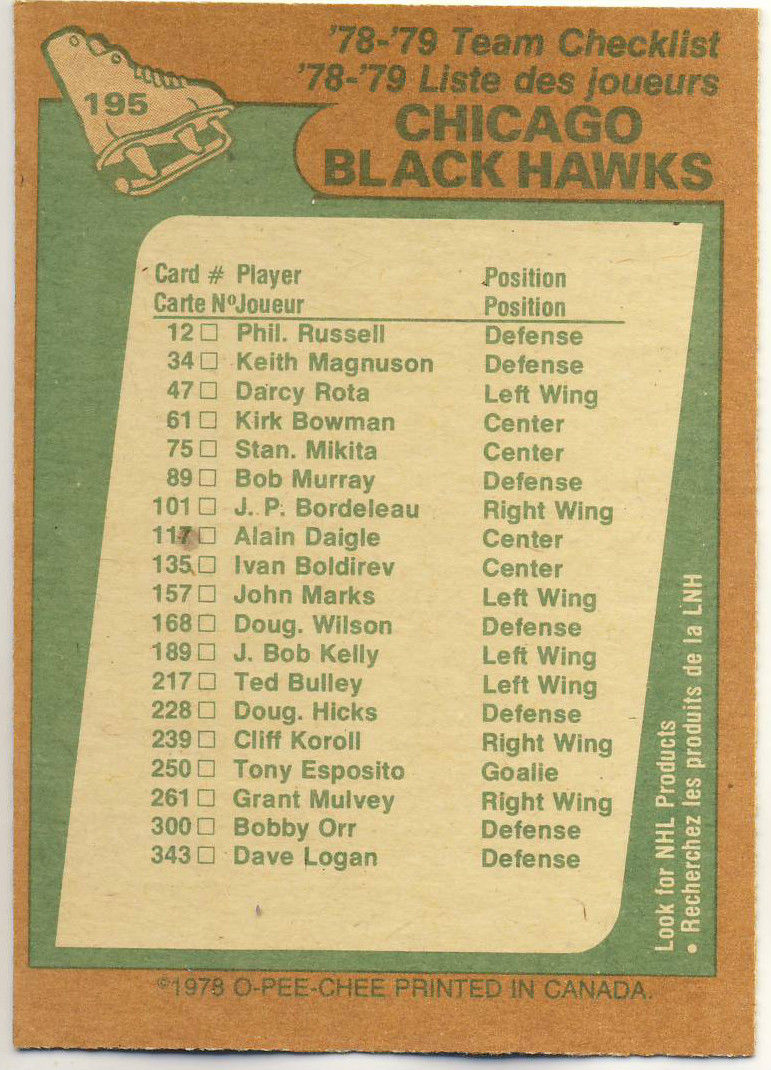 195
'78-'79 Team Checklist
'78-'79 Liste des joueurs
CHICAGO
BLACK HAWKS
Card # Player Position
Carte Nº Joueur Position
12 □ Phil. Russell Defense
34 □ Keith Magnuson Defense
47 □ Darcy Rota Left Wing
61 □ Kirk Bowman Center
75 □ Stan. Mikita Center
89 □ Bob Murray Defense
101 □ J. P. Bordeleau Right Wing
117 □ Alain Daigle Center
135 □ Ivan Boldirev Center
157 □ John Marks Left Wing
168 □ Doug. Wilson Defense
189 □ J. Bob Kelly Left Wing
217 □ Ted Bulley Left Wing
228 □ Doug. Hicks Defense
239 □ Cliff Koroll Right Wing
250 □ Tony Esposito Goalie
261 □ Grant Mulvey Right Wing
300 □ Bobby Orr Defense
343 □ Dave Logan Defense
Look for NHL Products
• Recherchez les produits de la LNH
©1978 O-PEE-CHEE PRINTED IN CANADA.